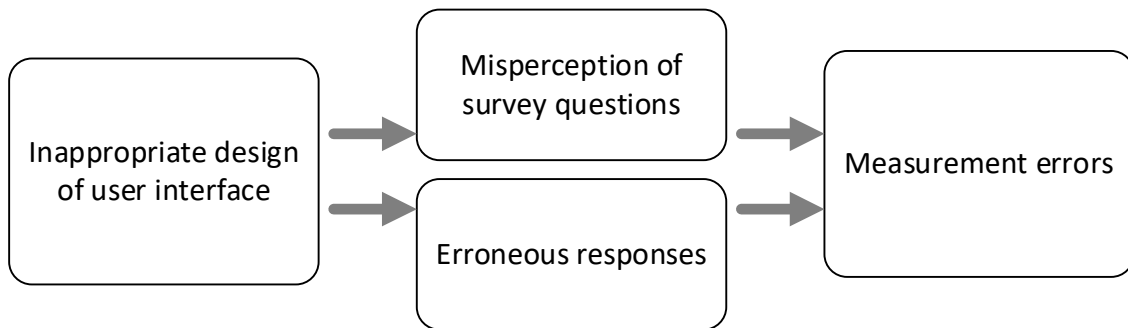 Inappropriate design
of user interface
Misperception of
survey questions
Erroneous responses
Measurement errors